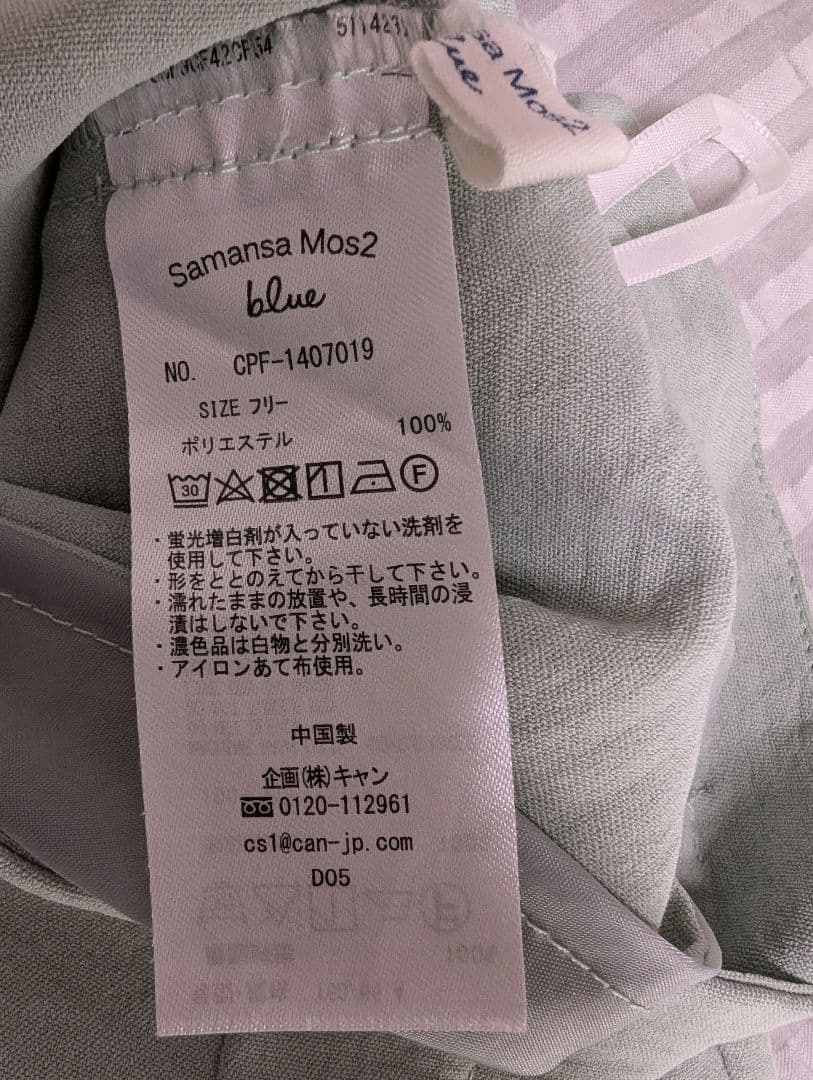 511423
sa Mos2
lue
Samansa Mos2
blue
NO. CPF-1407019
SIZE フリー
ポリエステル 100%
30 F
・蛍光増白剤が入っていない洗剤を
使用して下さい。
・形をととのえてから干して下さい。
・濡れたままの放置や、長時間の浸
漬はしないで下さい。
・濃色品は白物と分別洗い。
・アイロンあて布使用。
中国製
企画(株)キャン
0120-112961
cs1@can-jp.com
D05